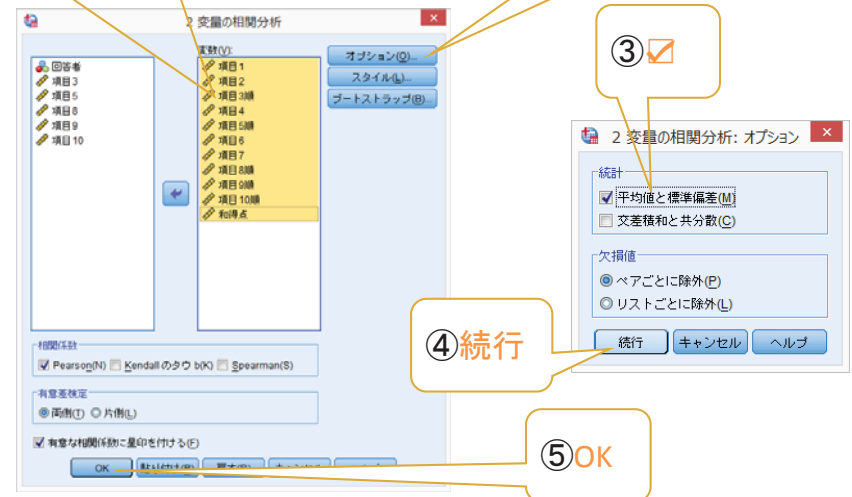 2 変量の相関分析
変数(V):
回答者
項目3
項目5
項目8
項目9
項目10
項目1
項目2
項目3順
項目4
項目5順
項目6
項目7
項目8順
項目9順
項目10順
和得点
オプション(O)...
スタイル(L)...
ブートストラップ(B)...
相関係数
Pearson(N) Kendall のタウ b(K) Spearman(S)
有意差検定
両側(T) 片側(L)
有意な相関係数に星印を付ける(F)
OK 貼り付け(P) 戻す(R)
③☑
2 変量の相関分析: オプション
統計
平均値と標準偏差(M)
交差積和と共分散(C)
欠損値
ペアごとに除外(P)
リストごとに除外(L)
続行 キャンセル ヘルプ
④続行
⑤OK